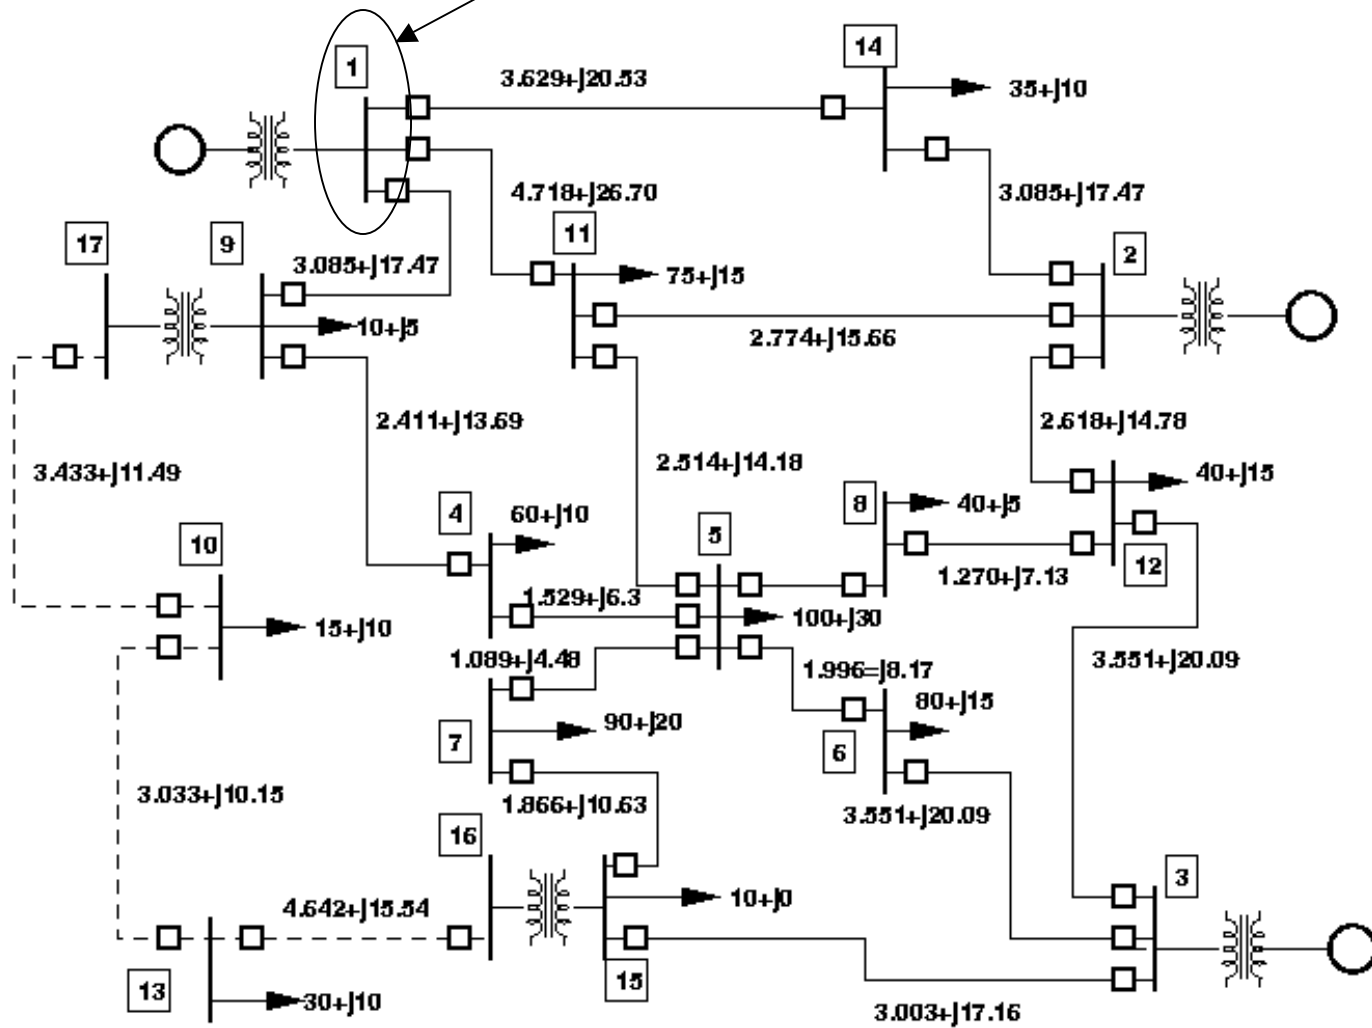 1
3.629+j20.53
14
35+j10
4.718+j26.70
3.085+j17.47
17
9
11
2
3.085+j17.47
75+j15
10+j5
2.774+j15.66
2.411+j13.69
2.618+j14.78
3.433+j11.49
2.514+j14.18
40+j15
4
60+j10
5
8
40+j5
10
1.270+j7.13
12
1.529+j6.3
100+j30
15+j10
1.089+j4.48
1.996=j8.17
3.551+j20.09
80+j15
7
90+j20
6
3.033+j10.15
1.866+j10.63
3.551+j20.09
16
3
4.642+j15.54
10+j0
13
30+j10
15
3.003+j17.16